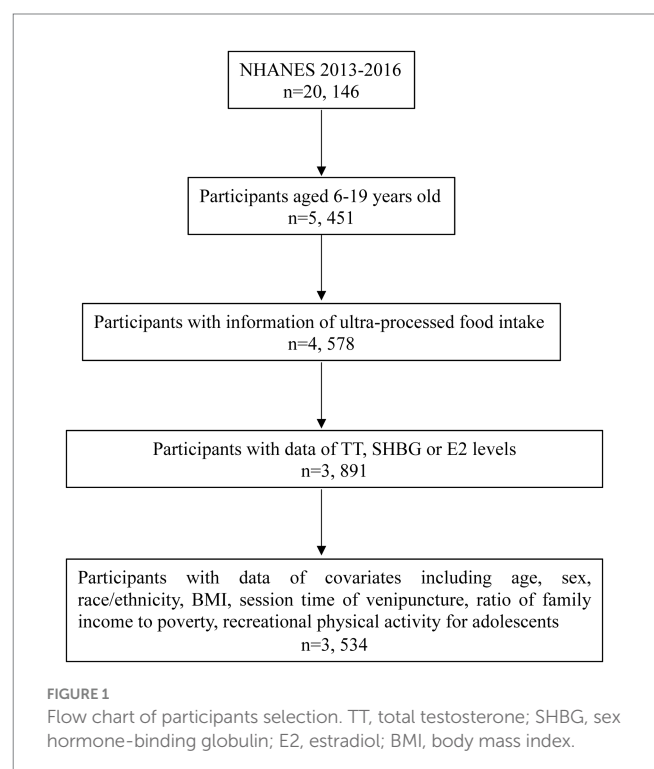 NHANES 2013-2016
n=20, 146
Participants aged 6-19 years old
n=5, 451
Participants with information of ultra-processed food intake
n=4, 578
Participants with data of TT, SHBG or E2 levels
n=3, 891
Participants with data of covariates including age, sex,
race/ethnicity, BMI, session time of venipuncture, ratio of family
income to poverty, recreational physical activity for adolescents
n=3, 534
FIGURE 1
Flow chart of participants selection. TT, total testosterone; SHBG, sex
hormone-binding globulin; E2, estradiol; BMI, body mass index.